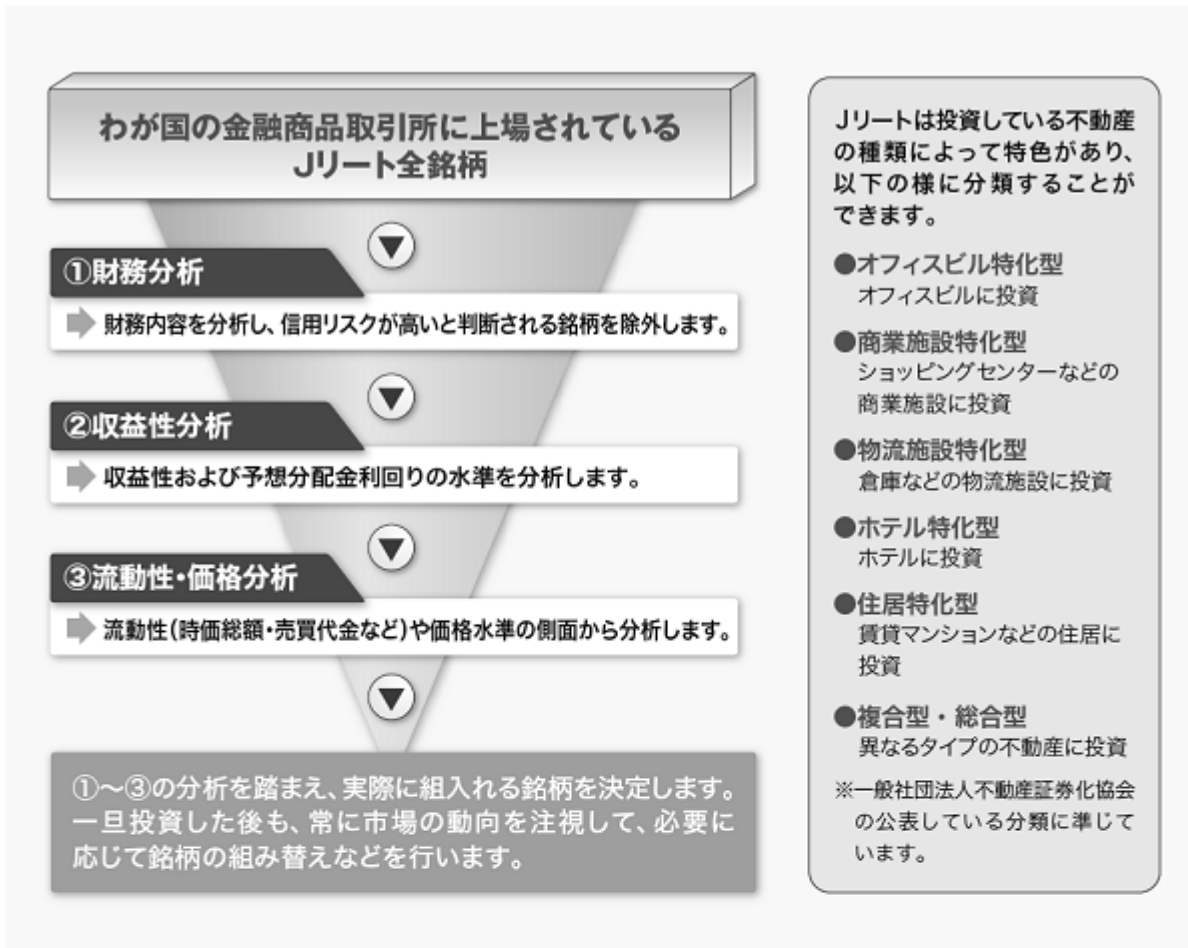 わが国の金融商品取引所に上場されている
Jリート全銘柄
①財務分析
財務内容を分析し、信用リスクが高いと判断される銘柄を除外します。
②収益性分析
収益性および予想分配金利回りの水準を分析します。
③流動性・価格分析
流動性(時価総額・売買代金など)や価格水準の側面から分析します。
①～③の分析を踏まえ、実際に組入れる銘柄を決定します。
一旦投資した後も、常に市場の動向を注視して、必要に
応じて銘柄の組み替えなどを行います。
Jリートは投資している不動産
の種類によって特色があり、
以下の様に分類することが
できます。
●オフィスビル特化型
オフィスビルに投資
●商業施設特化型
ショッピングセンターなどの
商業施設に投資
●物流施設特化型
倉庫などの物流施設に投資
●ホテル特化型
ホテルに投資
●住居特化型
賃貸マンションなどの住居に
投資
●複合型・総合型
異なるタイプの不動産に投資
※一般社団法人不動産証券化協会
の公表している分類に準じて
います。